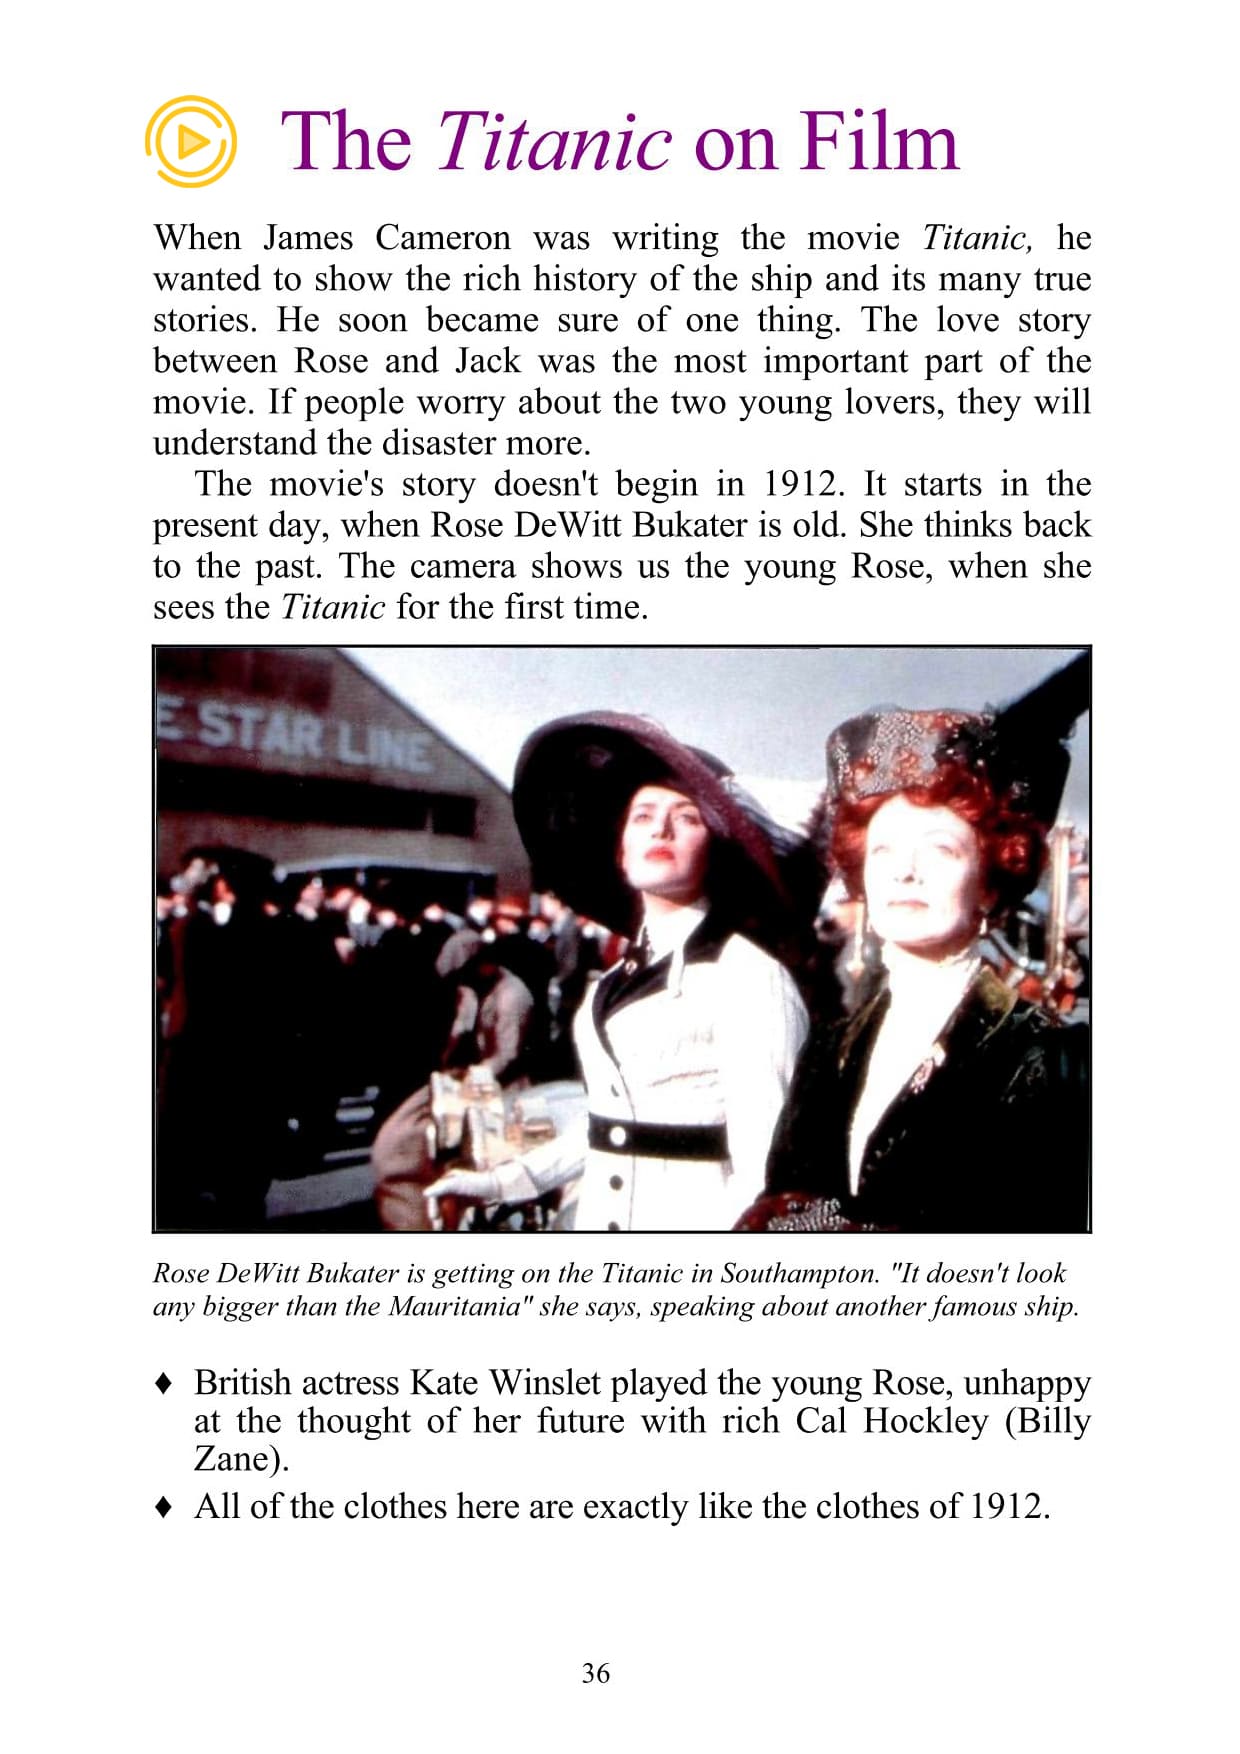 The Titanic on Film
When James Cameron was writing the movie Titanic, he
wanted to show the rich history of the ship and its many true
stories. He soon became sure of one thing. The love story
between Rose and Jack was the most important part of the
movie. If people worry about the two young lovers, they will
understand the disaster more.
The movie's story doesn't begin in 1912. It starts in the
present day, when Rose DeWitt Bukater is old. She thinks back
to the past. The camera shows us the young Rose, when she
sees the Titanic for the first time.
E STAR LINE
Rose DeWitt Bukater is getting on the Titanic in Southampton. "It doesn't look
any bigger than the Mauritania" she says, speaking about another famous ship.
♦ British actress Kate Winslet played the young Rose, unhappy
at the thought of her future with rich Cal Hockley (Billy
Zane).
♦ All of the clothes here are exactly like the clothes of 1912.
36